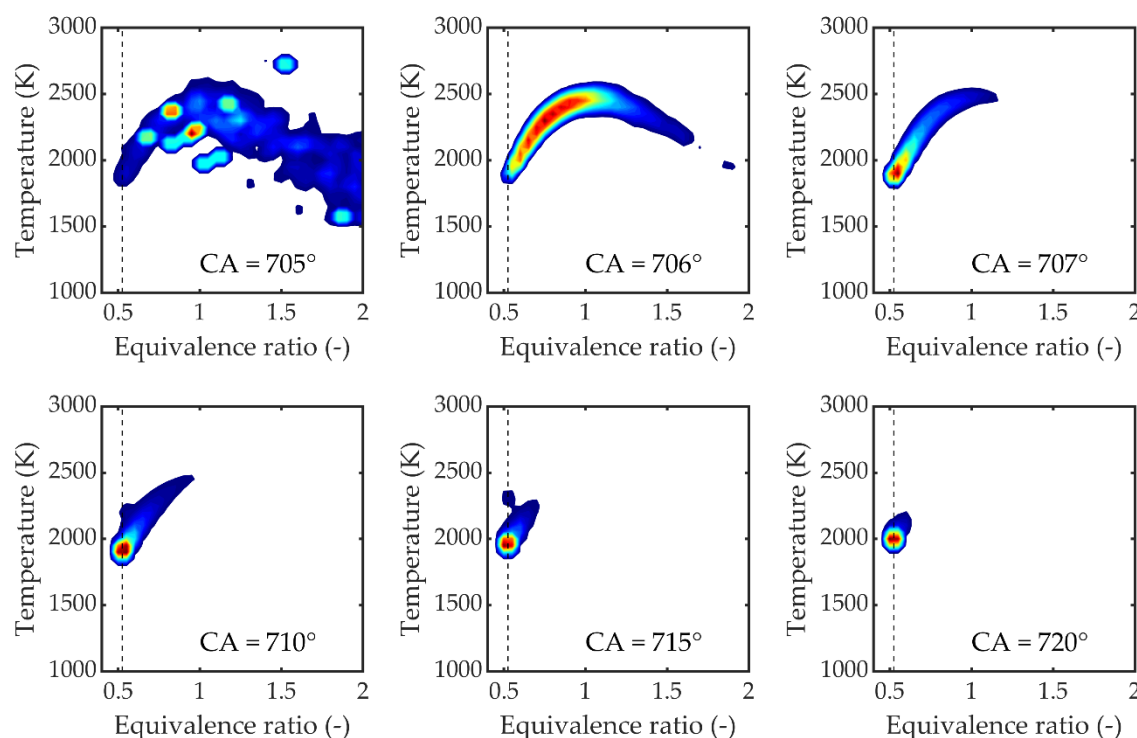 3000
2500
2000
1500
1000
Temperature (K)
CA = 705°
0.5 1 1.5 2
Equivalence ratio (-)
3000
2500
2000
1500
1000
Temperature (K)
CA = 706°
0.5 1 1.5 2
Equivalence ratio (-)
3000
2500
2000
1500
1000
Temperature (K)
CA = 707°
0.5 1 1.5 2
Equivalence ratio (-)
3000
2500
2000
1500
1000
Temperature (K)
CA = 710°
0.5 1 1.5 2
Equivalence ratio (-)
3000
2500
2000
1500
1000
Temperature (K)
CA = 715°
0.5 1 1.5 2
Equivalence ratio (-)
3000
2500
2000
1500
1000
Temperature (K)
CA = 720°
0.5 1 1.5 2
Equivalence ratio (-)